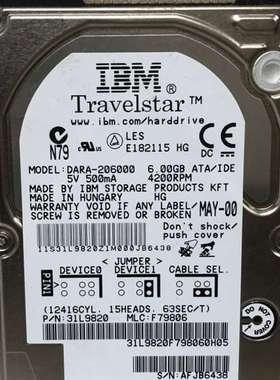 IBM ®
Travelstar ™
www.ibm.com/harddrive
N79
LES
E182115 HG
MODEL: DARA-206000 6.00GB ATA/IDE
5V 500mA 4200RPM
MADE BY IBM STORAGE PRODUCTS KFT
MADE IN HUNGARY HG
WARRANTY VOID IF ANY LABEL/
SCREW IS REMOVED OR BROKEN
MAY-00
Don't shock/
push cover
11S31L9820Z1M000JB6438
< JUMPER >
DEVICE0 DEVICE1 CABLE SEL.
PIN1
(12416CYL. 15HEADS. 63SEC/T)
P/N: 31L9820 MLC: F79806
31L9820F798060H05
S/N: AFJB6438